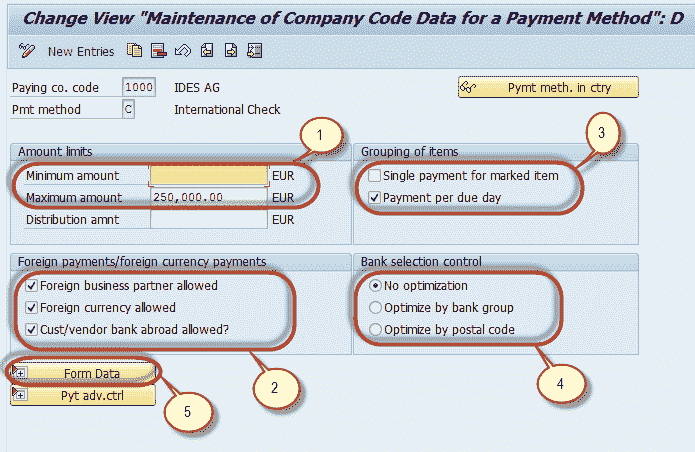 Change View "Maintenance of Company Code Data for a Payment Method": D
New Entries
Paying co. code 1000 IDES AG
Pymt meth. in ctry
Pmt method C International Check
1
3
Amount limits
Minimum amount EUR
Maximum amount 250,000.00 EUR
Distribution amnt EUR
Grouping of items
Single payment for marked item
Payment per due day
Foreign payments/foreign currency payments
Foreign business partner allowed
Foreign currency allowed
Cust/vendor bank abroad allowed?
Bank selection control
No optimization
Optimize by bank group
Optimize by postal code
Form Data
Pyt adv.ctrl
5
2
4